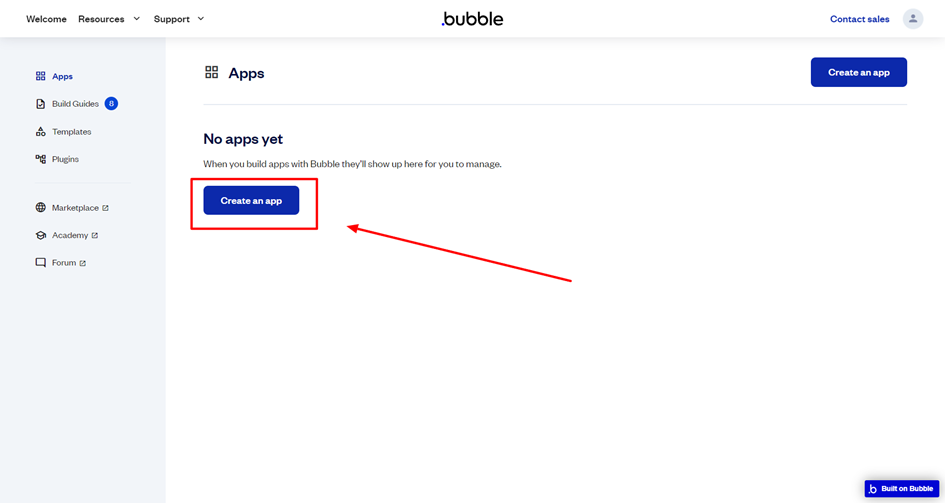 Welcome Resources Support .bubble Contact sales
Apps
Build Guides 8
Templates
Plugins
Marketplace
Academy
Forum
Apps Create an app
No apps yet
When you build apps with Bubble they'll show up here for you to manage.
Create an app
b Built on Bubble